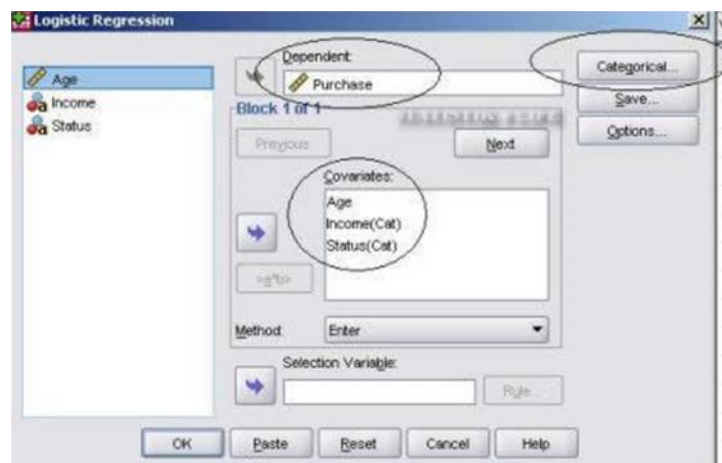 Logistic Regression
Age
Income
Status
Dependent:
Purchase
Block 1 of 1
Previous
Next
Covariates:
Age
Income(Cat)
Status(Cat)
>a*b>
Method:
Enter
Selection Variable:
Rule
Categorical...
Save...
Options...
OK
Paste
Reset
Cancel
Help